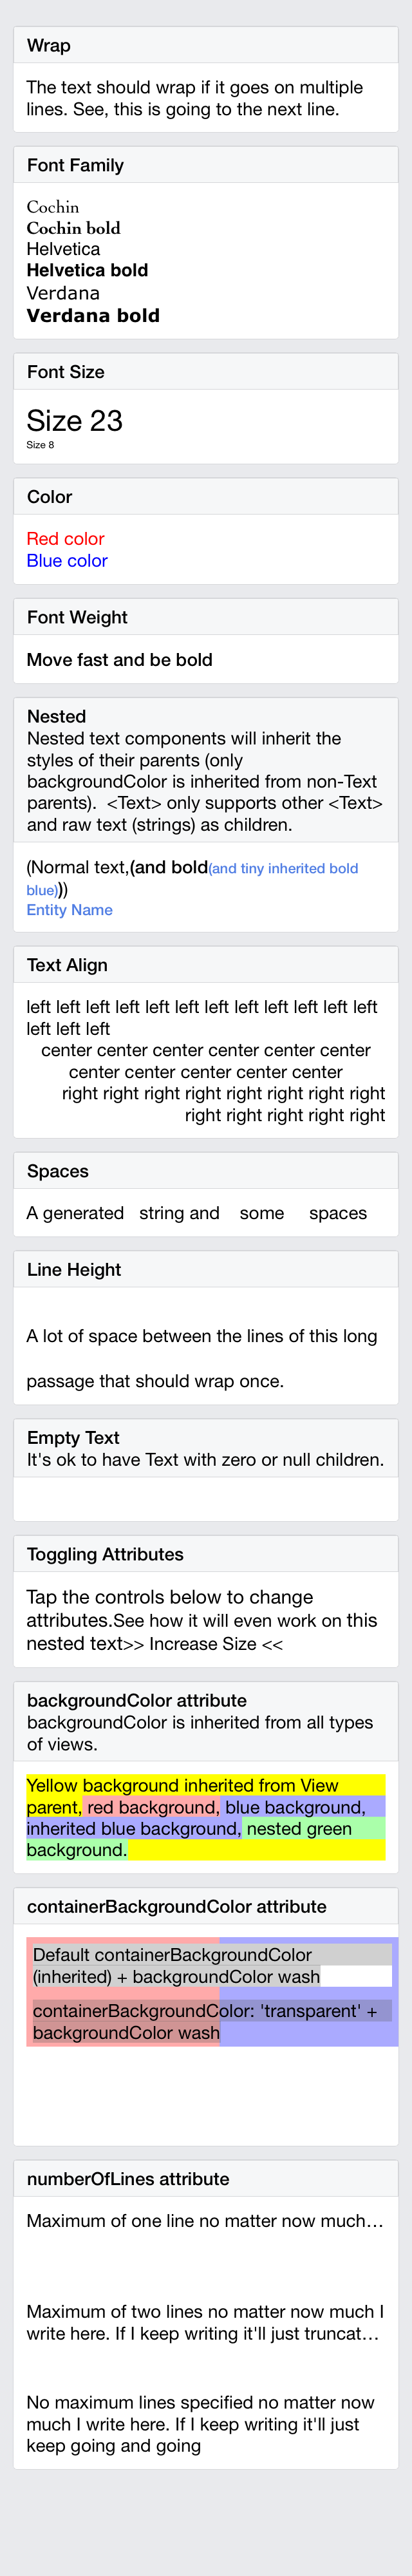 Wrap
The text should wrap if it goes on multiple
lines. See, this is going to the next line.
Font Family
Cochin
Cochin bold
Helvetica
Helvetica bold
Verdana
Verdana bold
Font Size
Size 23
Size 8
Color
Red color
Blue color
Font Weight
Move fast and be bold
Nested
Nested text components will inherit the
styles of their parents (only
backgroundColor is inherited from non-Text
parents).  <Text> only supports other <Text>
and raw text (strings) as children.
(Normal text,(and bold(and tiny inherited bold
blue)))
Entity Name
Text Align
left left left left left left left left left left left left
left left left
center center center center center center
center center center center center
right right right right right right right right
right right right right right
Spaces
A generated   string and    some     spaces
Line Height
A lot of space between the lines of this long
passage that should wrap once.
Empty Text
It's ok to have Text with zero or null children.
Toggling Attributes
Tap the controls below to change
attributes.See how it will even work on this
nested text>> Increase Size <<
backgroundColor attribute
backgroundColor is inherited from all types
of views.
Yellow background inherited from View
parent, red background, blue background,
inherited blue background, nested green
background.
containerBackgroundColor attribute
Default containerBackgroundColor
(inherited) + backgroundColor wash
containerBackgroundColor: 'transparent' +
backgroundColor wash
numberOfLines attribute
Maximum of one line no matter now much…
Maximum of two lines no matter now much I
write here. If I keep writing it'll just truncat…
No maximum lines specified no matter now
much I write here. If I keep writing it'll just
keep going and going